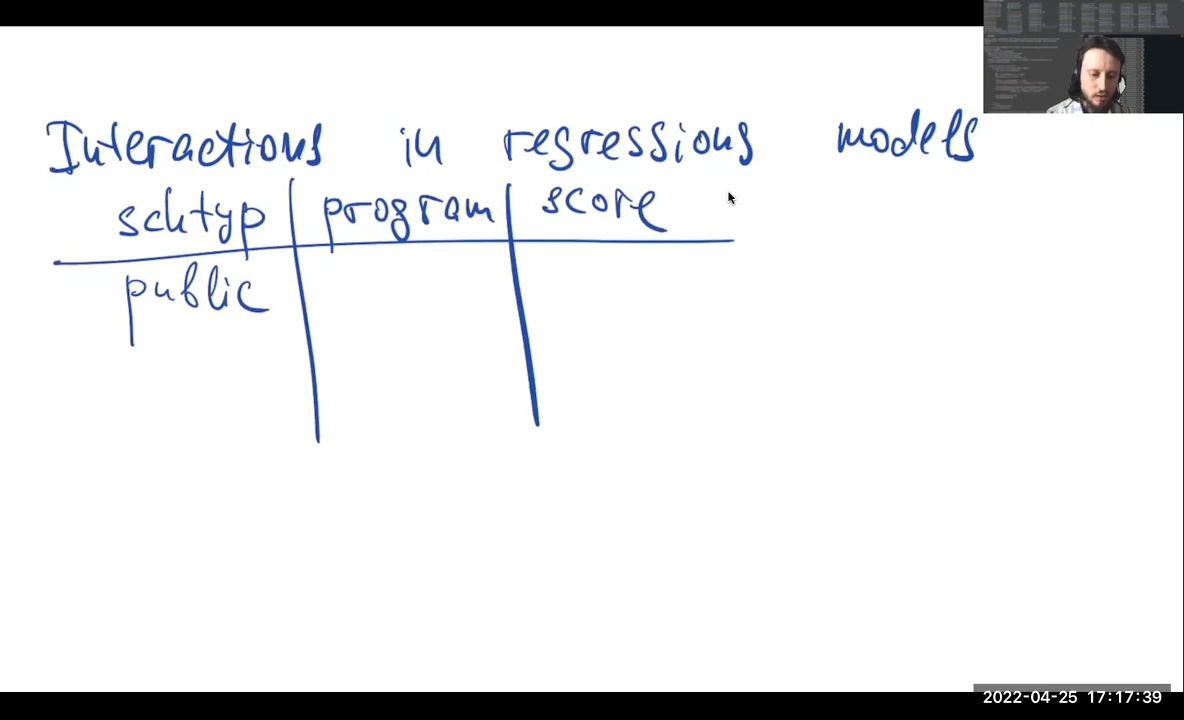 Interactions in regressions models
schtyp program score
public
2022-04-25 17:17:39